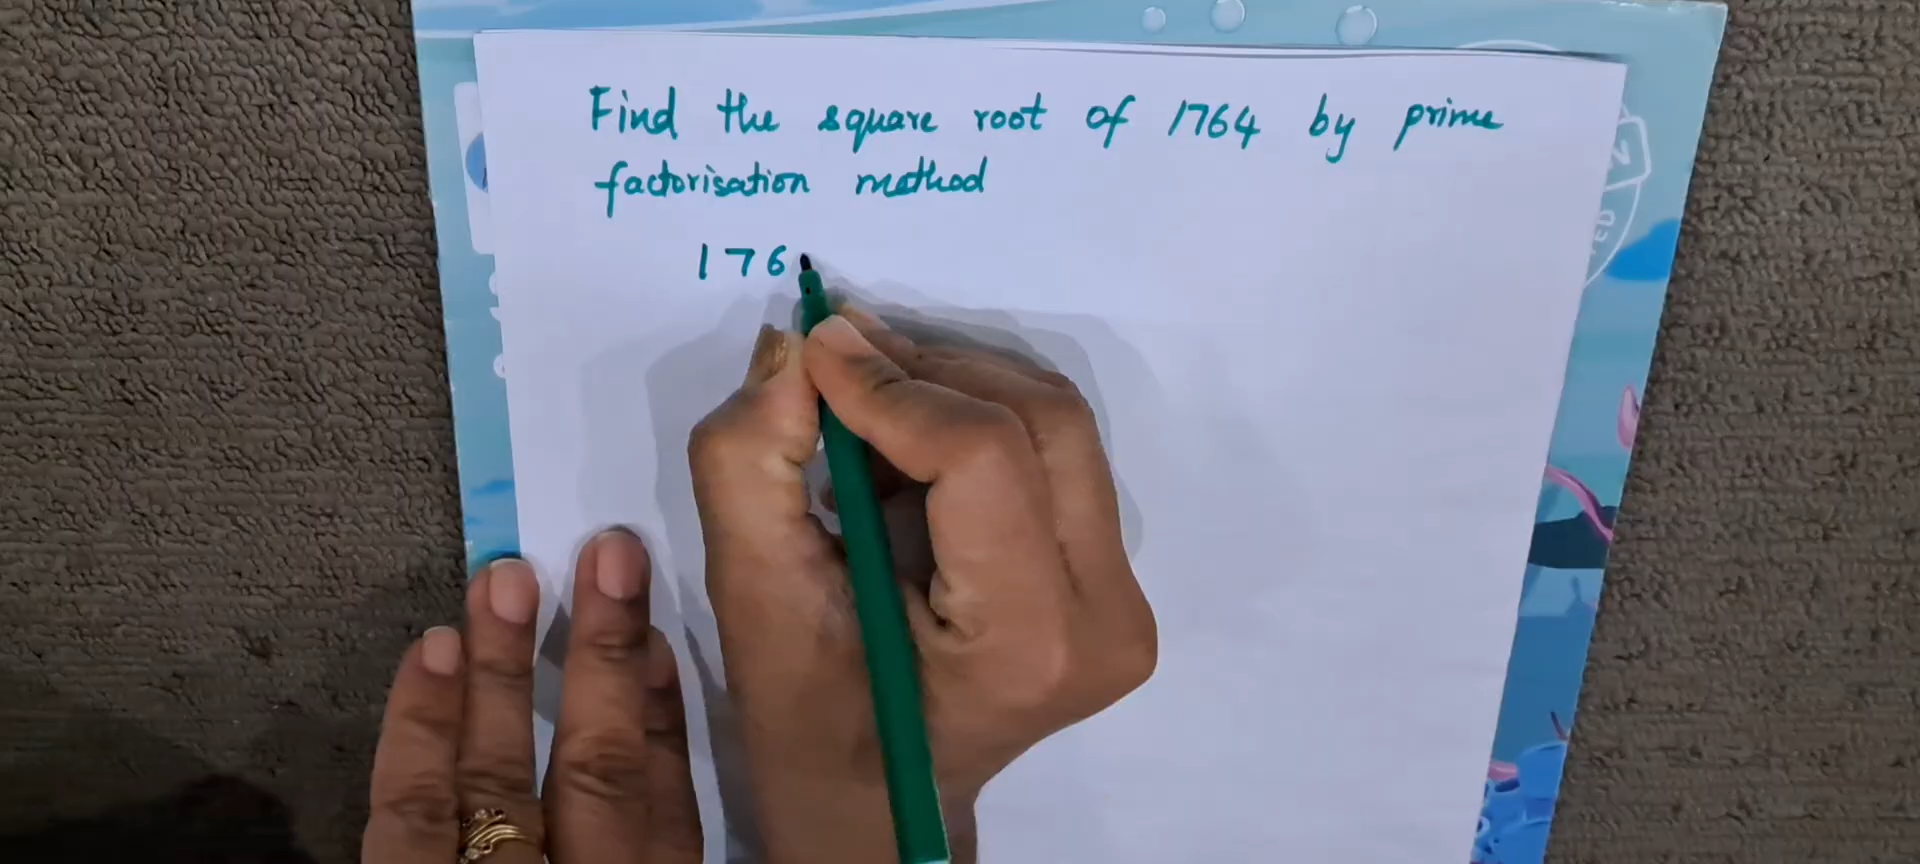 Find the square root of 1764 by prime
factorisation method
176